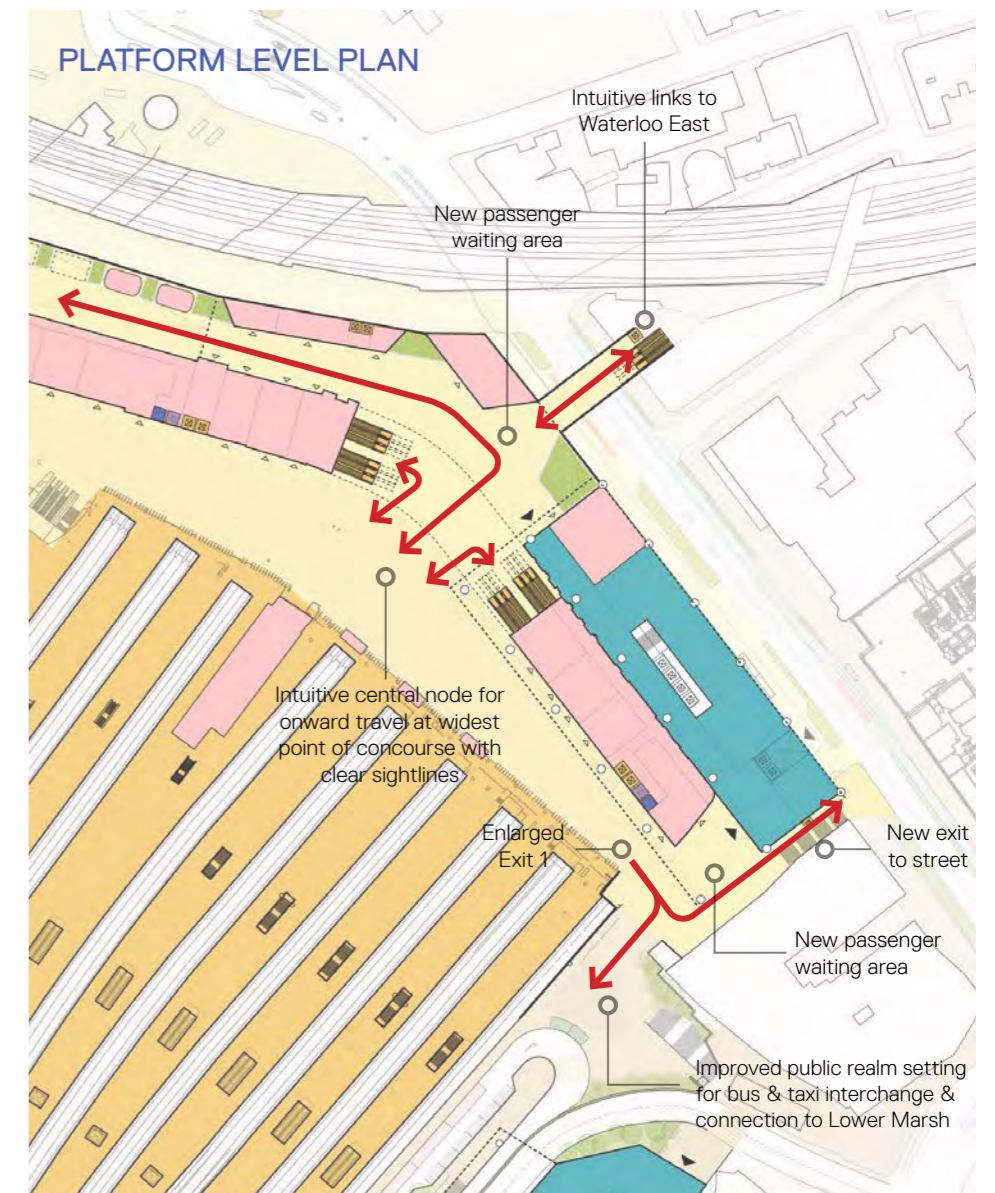 PLATFORM LEVEL PLAN
Intuitive links to
Waterloo East
New passenger
waiting area
Intuitive central node for
onward travel at widest
point of concourse with
clear sightlines
Enlarged
Exit 1
New exit
to street
New passenger
waiting area
Improved public realm setting
for bus & taxi interchange &
connection to Lower Marsh